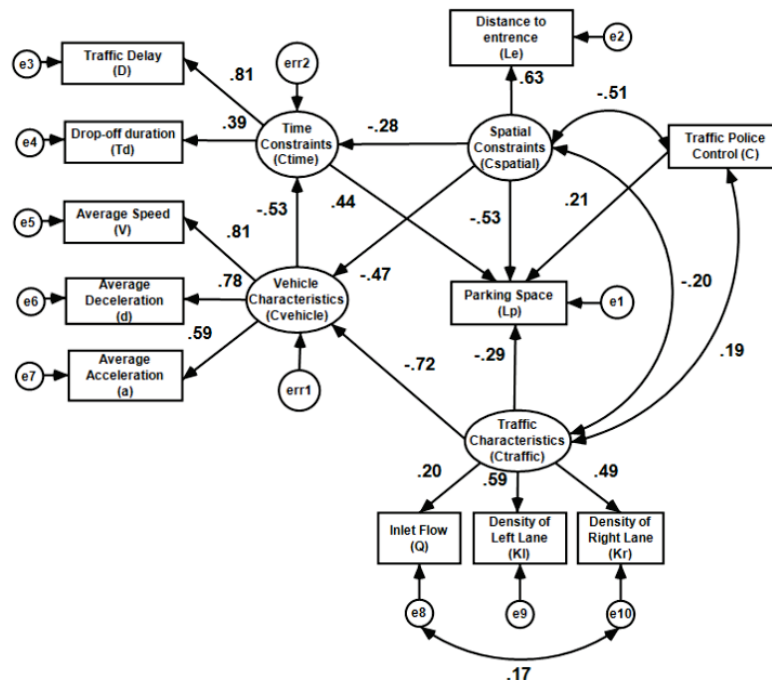 Distance to
entrence
(Le)
e2
e3
Traffic Delay
(D)
err2
.81
.63
-.51
e4
Drop-off duration
(Td)
.39
Time
Constraints
(Ctime)
-.28
Spatial
Constraints
(Cspatial)
Traffic Police
Control (C)
e5
Average Speed
(V)
-.53
.44
-.53
.21
.81
e6
Average
Deceleration
(d)
.78
Vehicle
Characteristics
(Cvehicle)
-.47
Parking Space
(Lp)
e1
-.20
e7
Average
Acceleration
(a)
.59
err1
-.72
-.29
.19
Traffic
Characteristics
(Ctraffic)
.20
.59
.49
Inlet Flow
(Q)
Density of
Left Lane
(Kl)
Density of
Right Lane
(Kr)
e8
e9
e10
.17